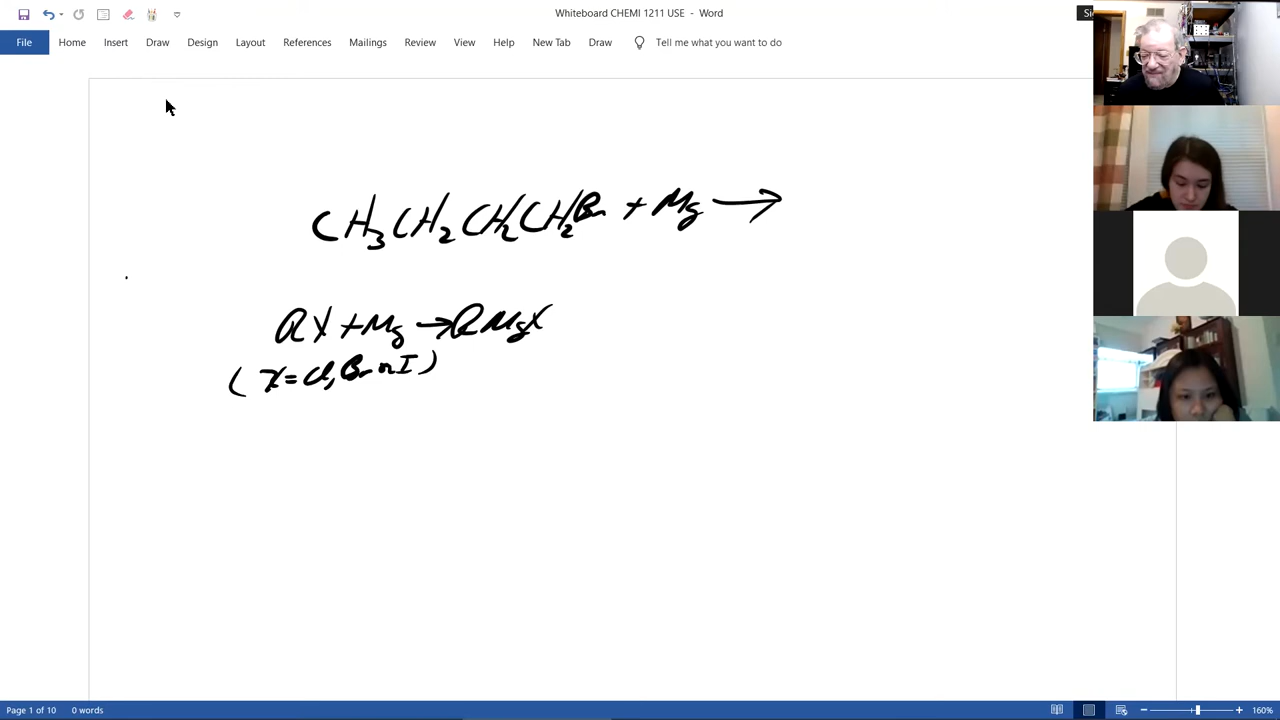 Whiteboard CHEMI 1211 USE - Word
File Home Insert Draw Design Layout References Mailings Review View Help New Tab Draw Tell me what you want to do
CH3CH2CH2CH2Br + Mg →
RX + Mg → RMgX
(X = Cl, Br or I)
Page 1 of 10 0 words 160%